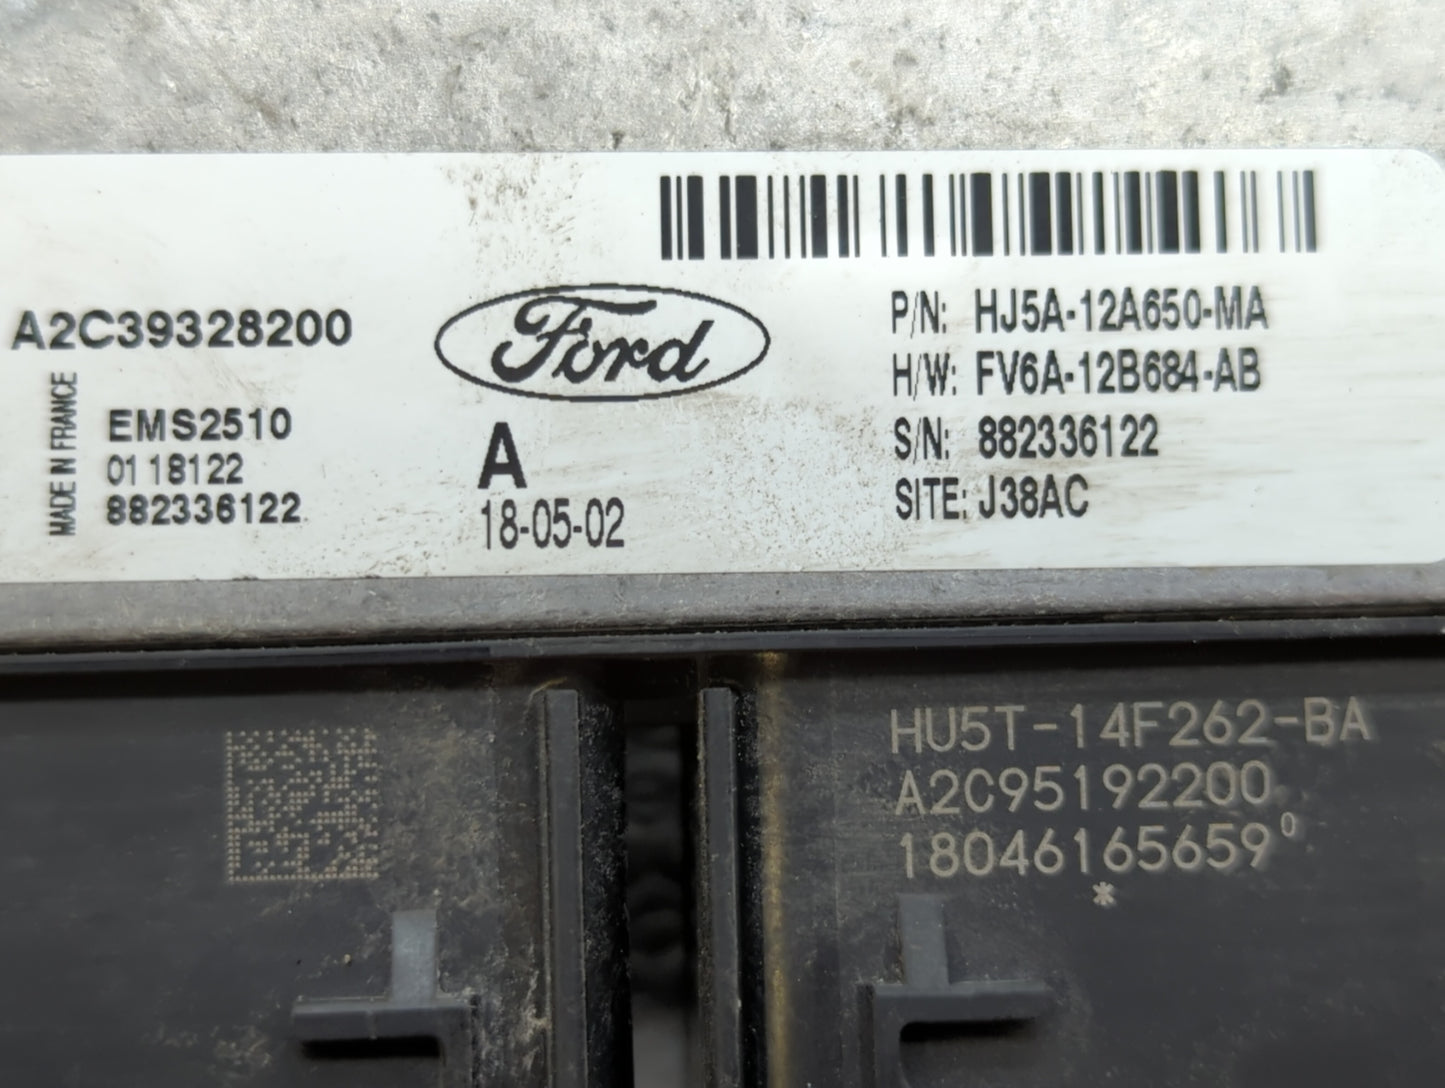 A2C39328200
MADE IN FRANCE
EMS2510
01 18122
882336122
Ford
A
18-05-02
P/N: HJ5A-12A650-MA
H/W: FV6A-12B684-AB
S/N: 882336122
SITE: J38AC
HU5T-14F262-BA
A2C95192200
18046165659⁰
*